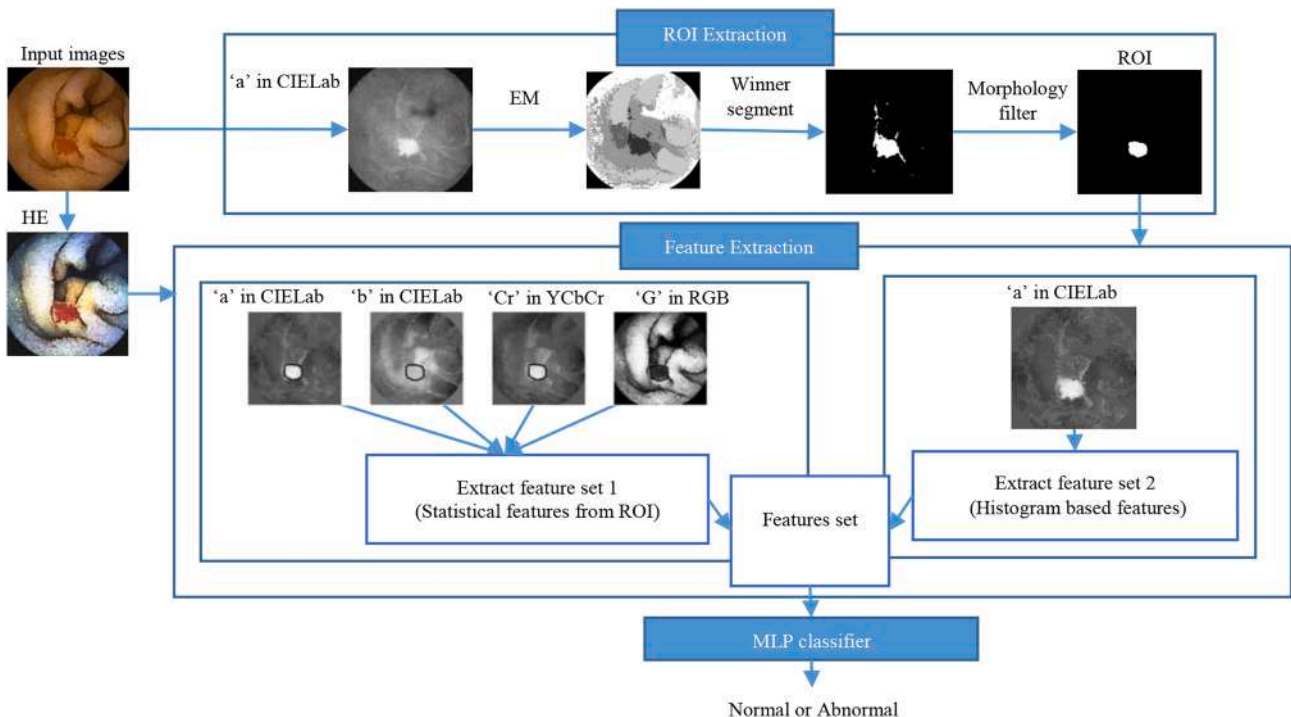 ROI Extraction
Input images
'a' in CIELab
EM
Winner
segment
Morphology
filter
ROI
HE
Feature Extraction
'a' in CIELab
'b' in CIELab
'Cr' in YCbCr
'G' in RGB
'a' in CIELab
Extract feature set 1
(Statistical features from ROI)
Features set
Extract feature set 2
(Histogram based features)
MLP classifier
Normal or Abnormal